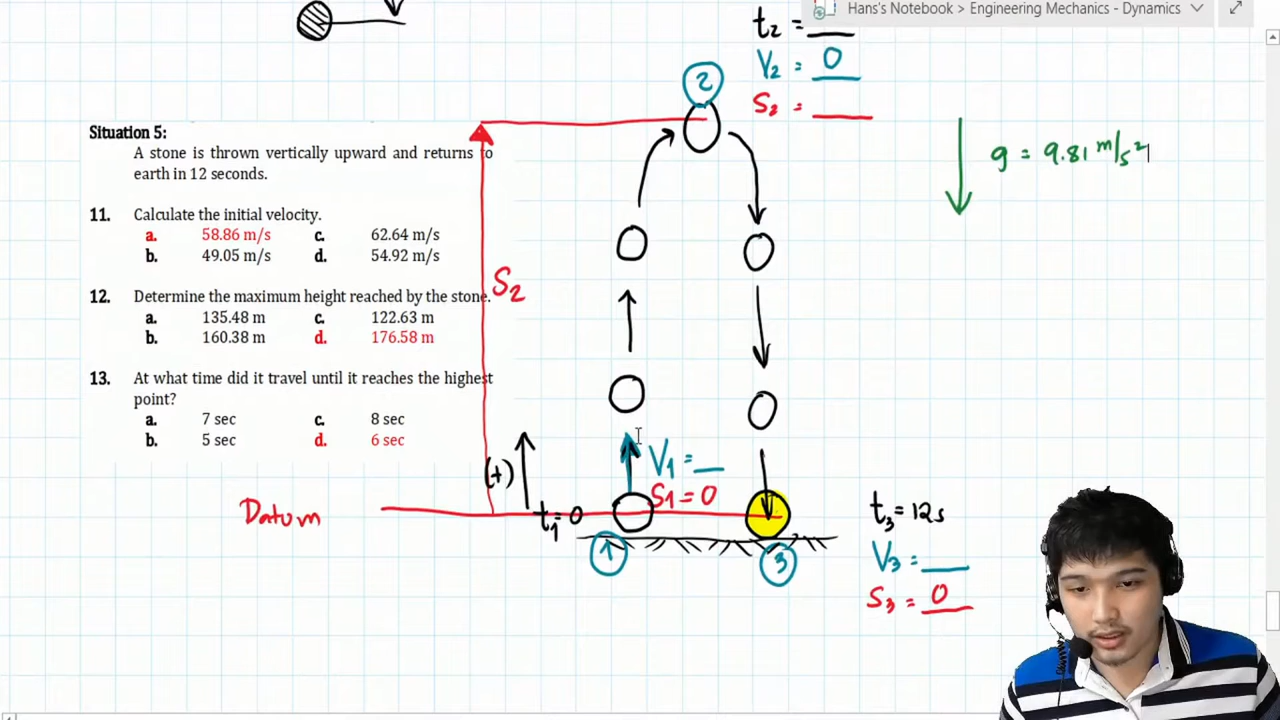 Hans's Notebook > Engineering Mechanics - Dynamics
t2 = __
V2 = 0
S2 = __
2
g = 9.81 m/s²
Situation 5:
A stone is thrown vertically upward and returns to
earth in 12 seconds.
11. Calculate the initial velocity.
a. 58.86 m/s c. 62.64 m/s
b. 49.05 m/s d. 54.92 m/s
S2
12. Determine the maximum height reached by the stone.
a. 135.48 m c. 122.63 m
b. 160.38 m d. 176.58 m
13. At what time did it travel until it reaches the highest
point?
a. 7 sec c. 8 sec
b. 5 sec d. 6 sec
(+)
V1 = __
S1 = 0
Datum
t1 = 0
t3 = 12s
1
3
V3 = __
S3 = 0